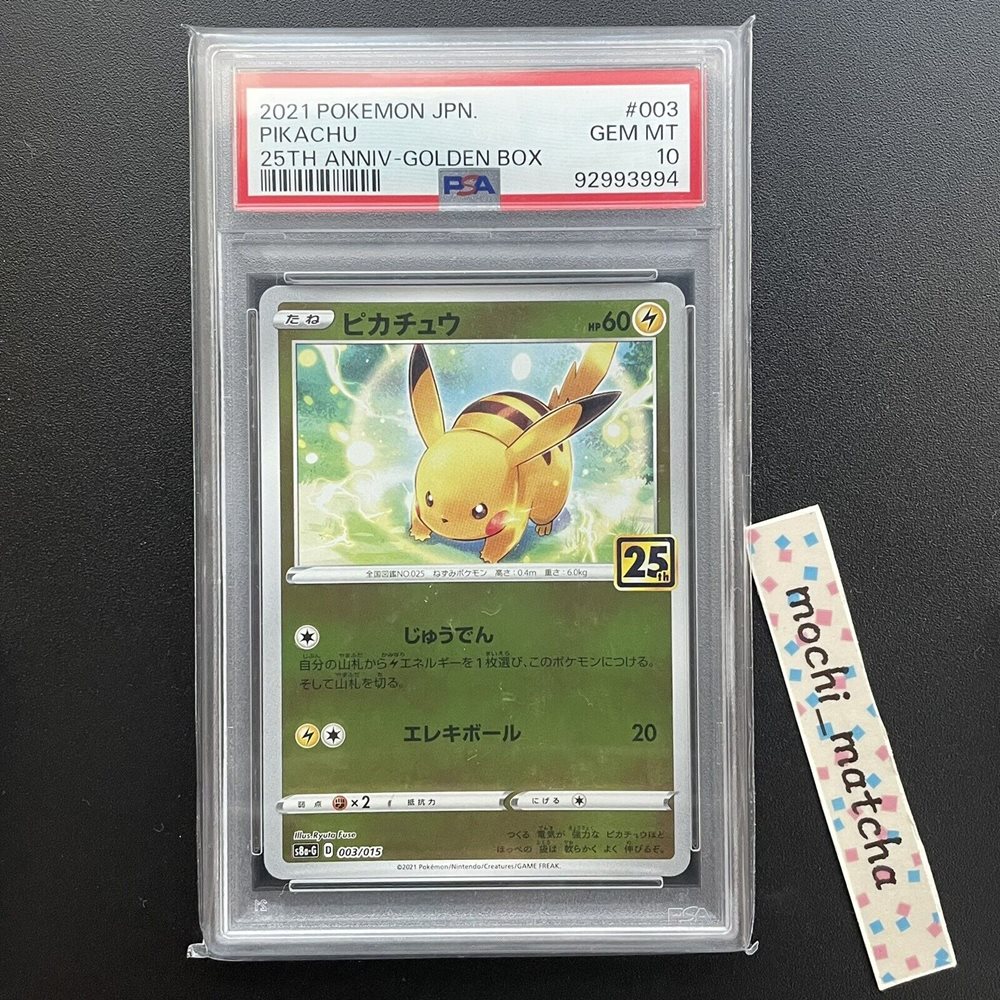 2021 POKEMON JPN. #003
PIKACHU GEM MT
25TH ANNIV-GOLDEN BOX 10
PSA 92993994
たね ピカチュウ HP60
全国図鑑NO.025 ねずみポケモン 高さ:0.4m 重さ:6.0kg
25th
じゅうでん
自分の山札からエネルギーを1枚選び、このポケモンにつける。
そして山札を切る。
エレキボール 20
弱点 ×2 抵抗力 にげる
Illus.Ryuta Fuse
s8a-G D 003/015
つくる 電気が 強力な ピカチュウほど
ほっぺの 袋は 軟らかく よく 伸びるぞ。
©2021 Pokémon/Nintendo/Creatures/GAME FREAK.
PSA
mochi_matcha